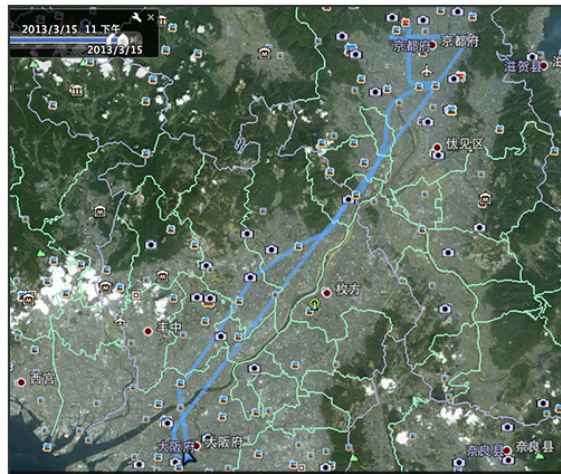 2013/3/15 11 下午
2013/3/15
京都府
京都府
滋贺县
滋
伏见区
枚方
丰中
西宫
大阪府
大阪府
奈良县
奈良县